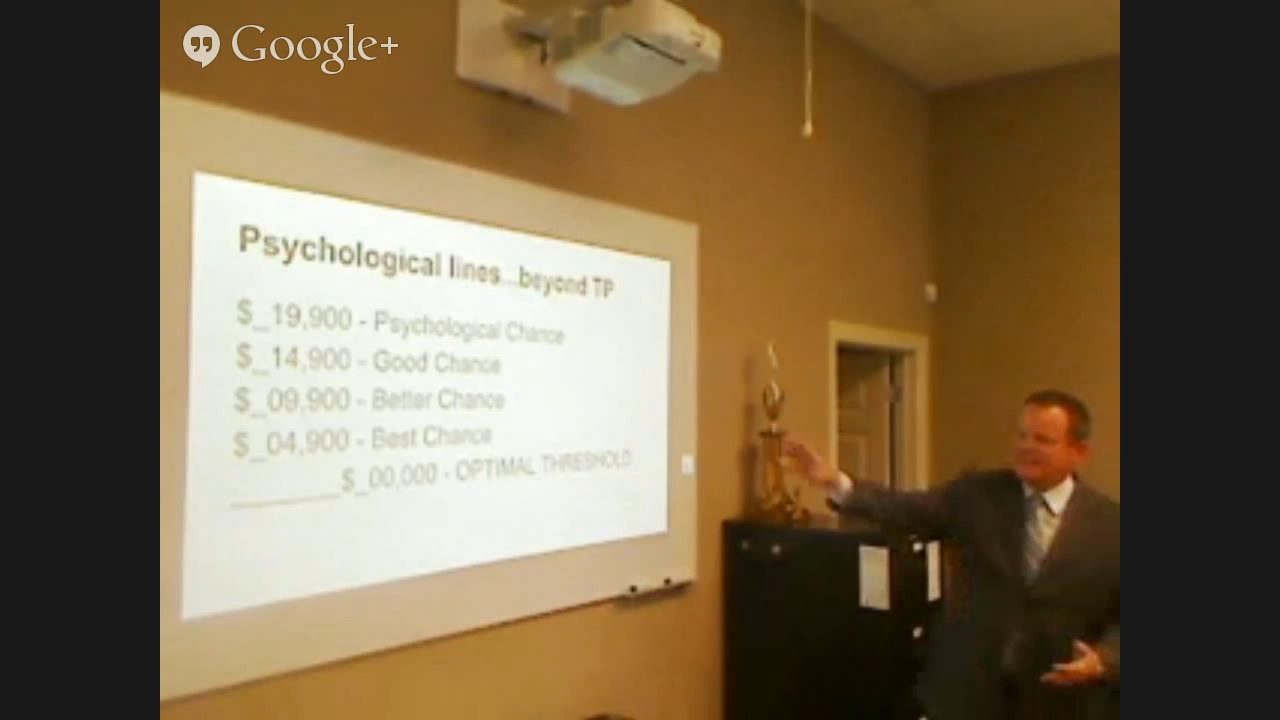 Google+
Psychological lines...beyond TP
$_19,900 - Psychological Chance
$_14,900 - Good Chance
$_09,900 - Better Chance
$_04,900 - Best Chance
_______$_00,000 - OPTIMAL THRESHOLD